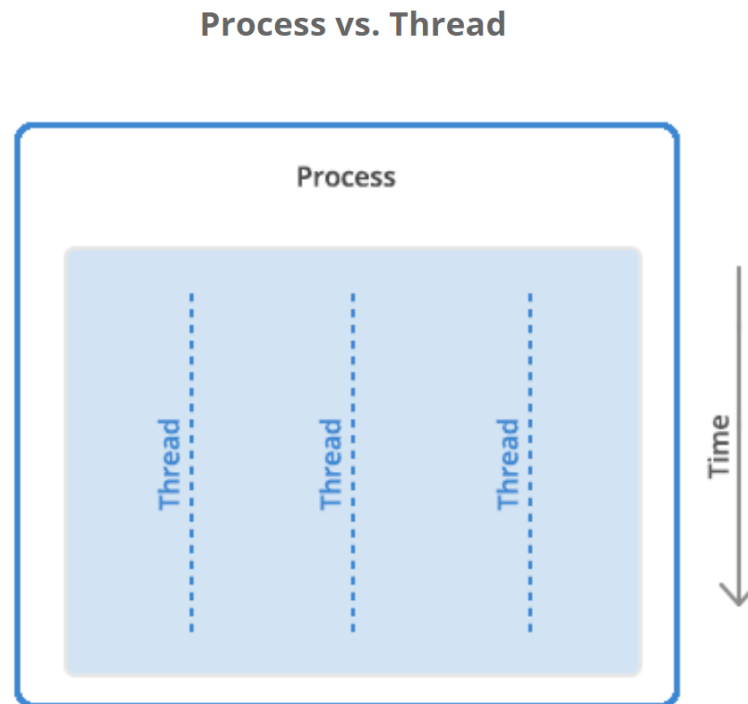 Process vs. Thread
Process
Thread
Thread
Thread
Time